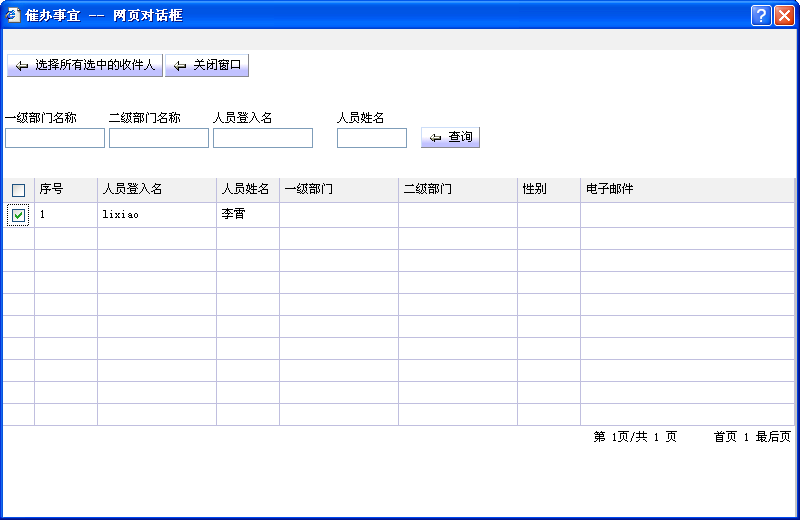 催办事宜 -- 网页对话框
选择所有选中的收件人 关闭窗口
一级部门名称 二级部门名称 人员登入名 人员姓名
查询
序号 人员登入名 人员姓名 一级部门 二级部门 性别 电子邮件
1 lixiao 李霄
第 1页/共 1 页 首页 1 最后页